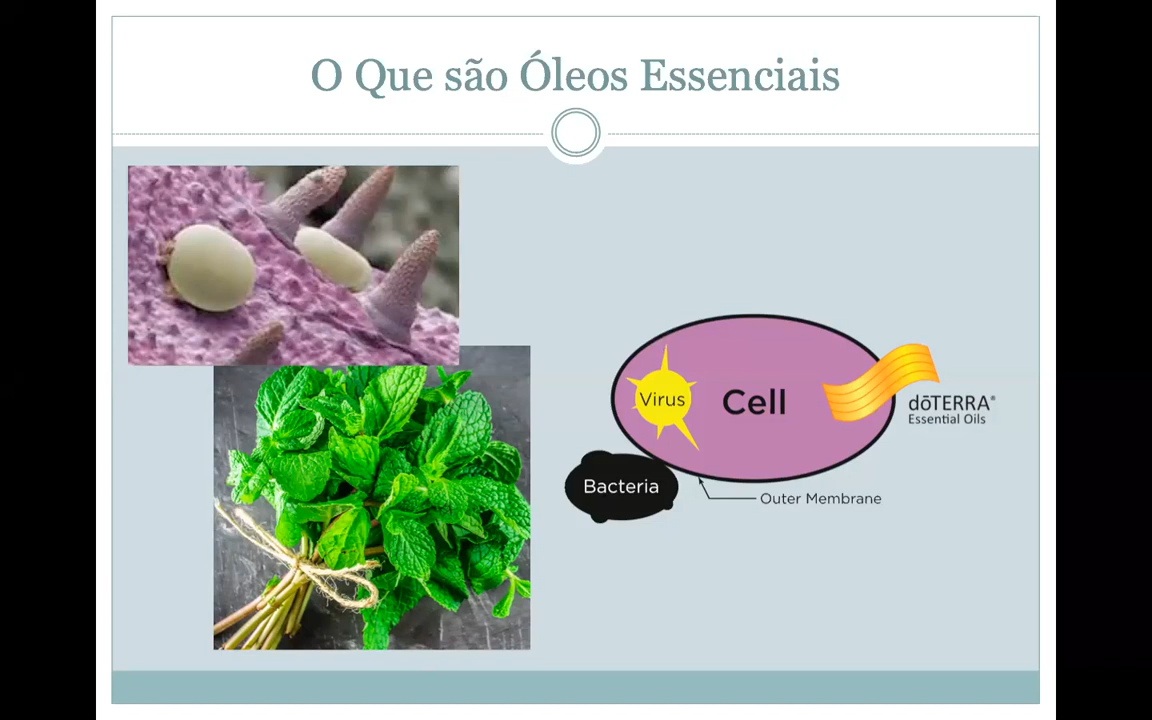 O Que são Óleos Essenciais
Virus
Cell
dōTERRA®
Essential Oils
Bacteria
Outer Membrane